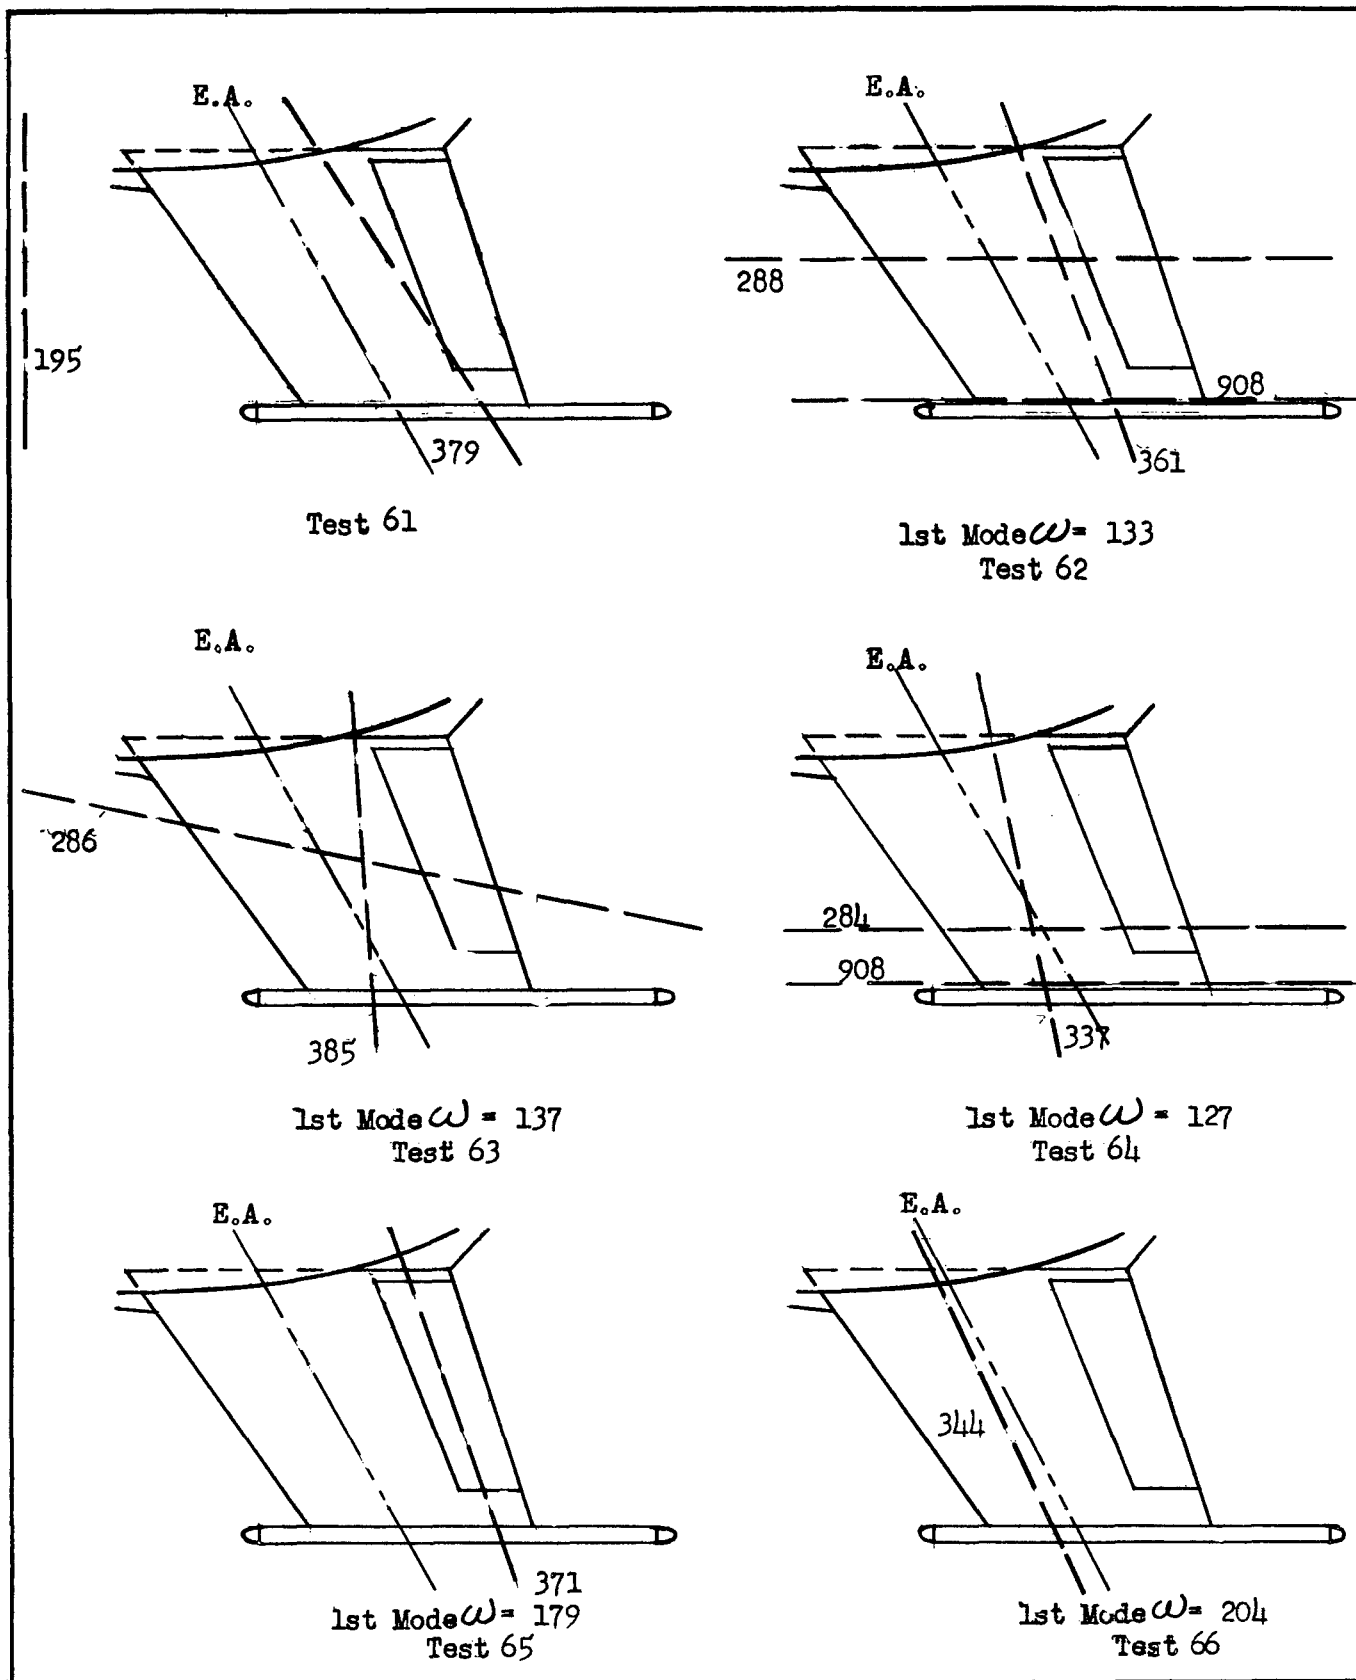 E.A.
195
379
Test 61
E.A.
288
908
361
1st Mode ω = 133
Test 62
E.A.
286
385
1st Mode ω = 137
Test 63
E.A.
284
908
337
1st Mode ω = 127
Test 64
E.A.
371
1st Mode ω = 179
Test 65
E.A.
344
1st Mode ω = 204
Test 66